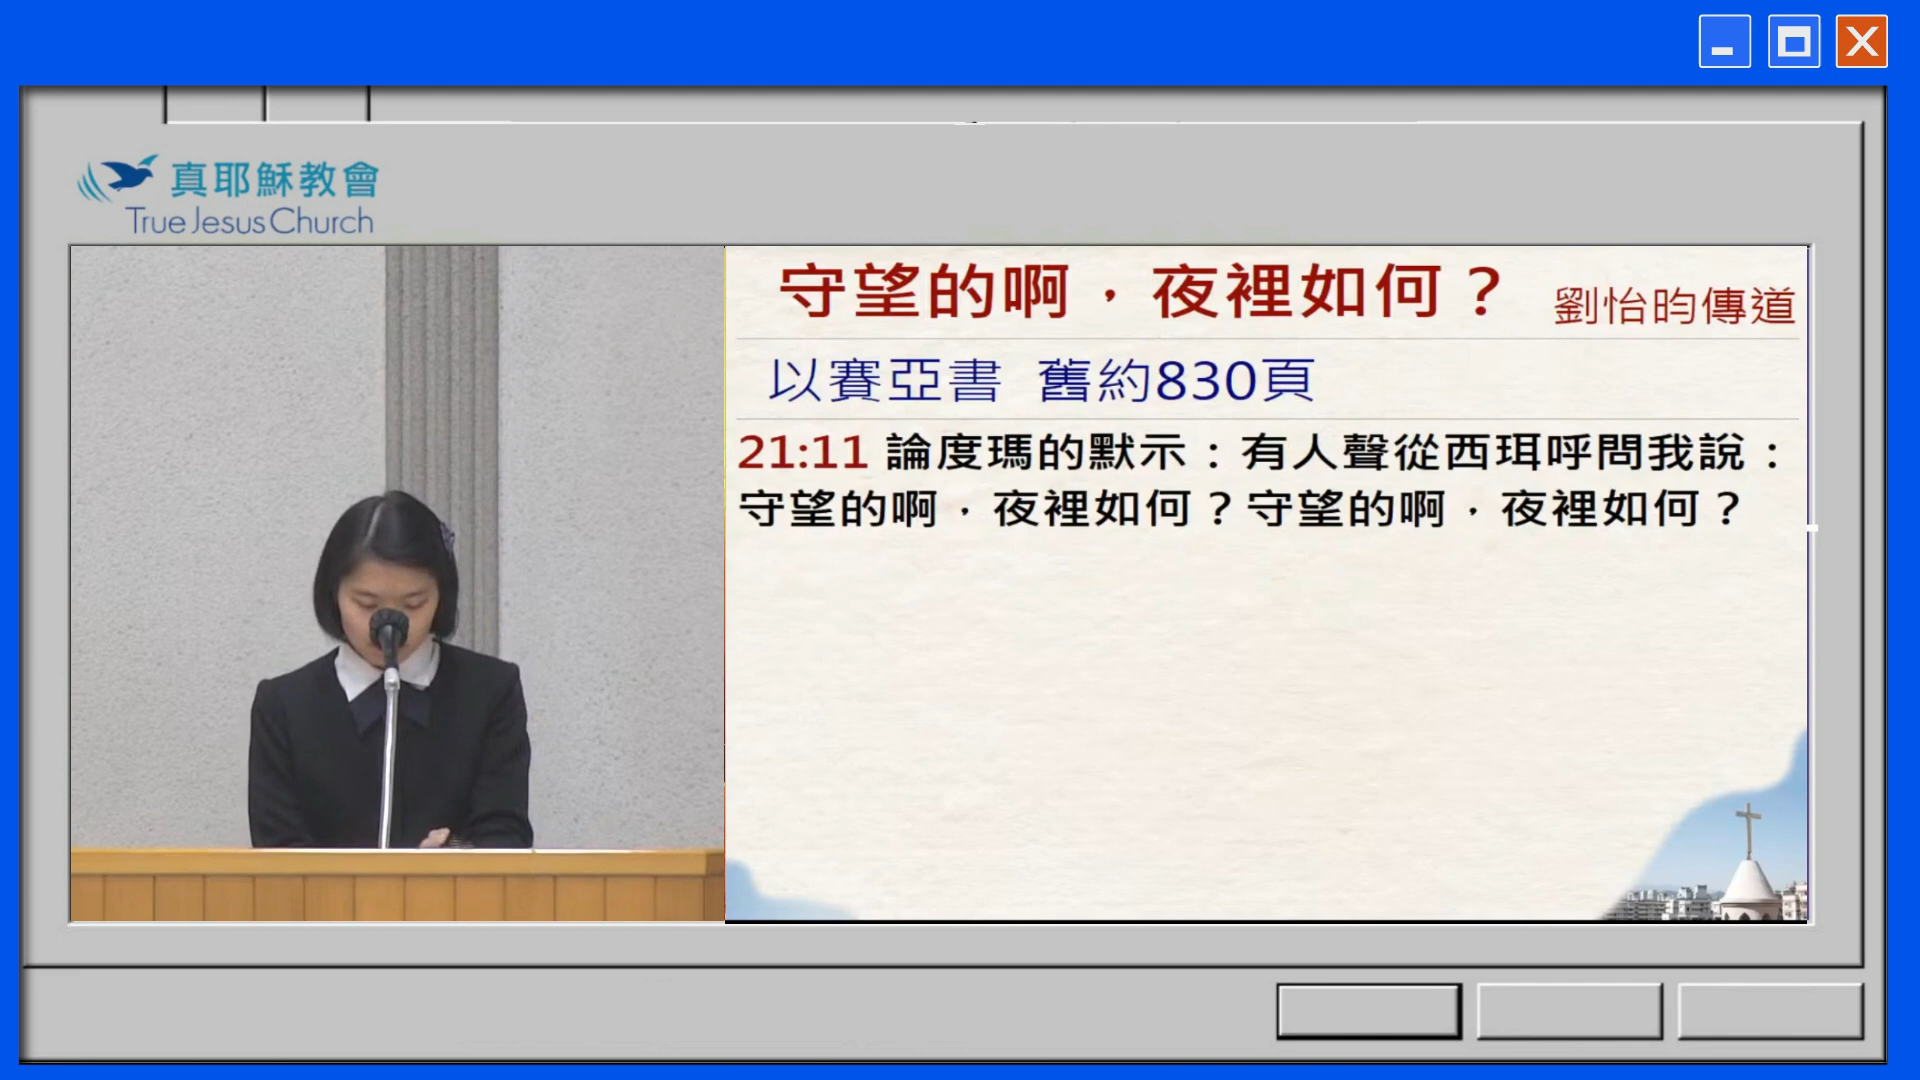 真耶穌教會
True Jesus Church
守望的啊，夜裡如何？ 劉怡昀傳道
以賽亞書 舊約830頁
21:11 論度瑪的默示：有人聲從西珥呼問我說：
守望的啊，夜裡如何？守望的啊，夜裡如何？